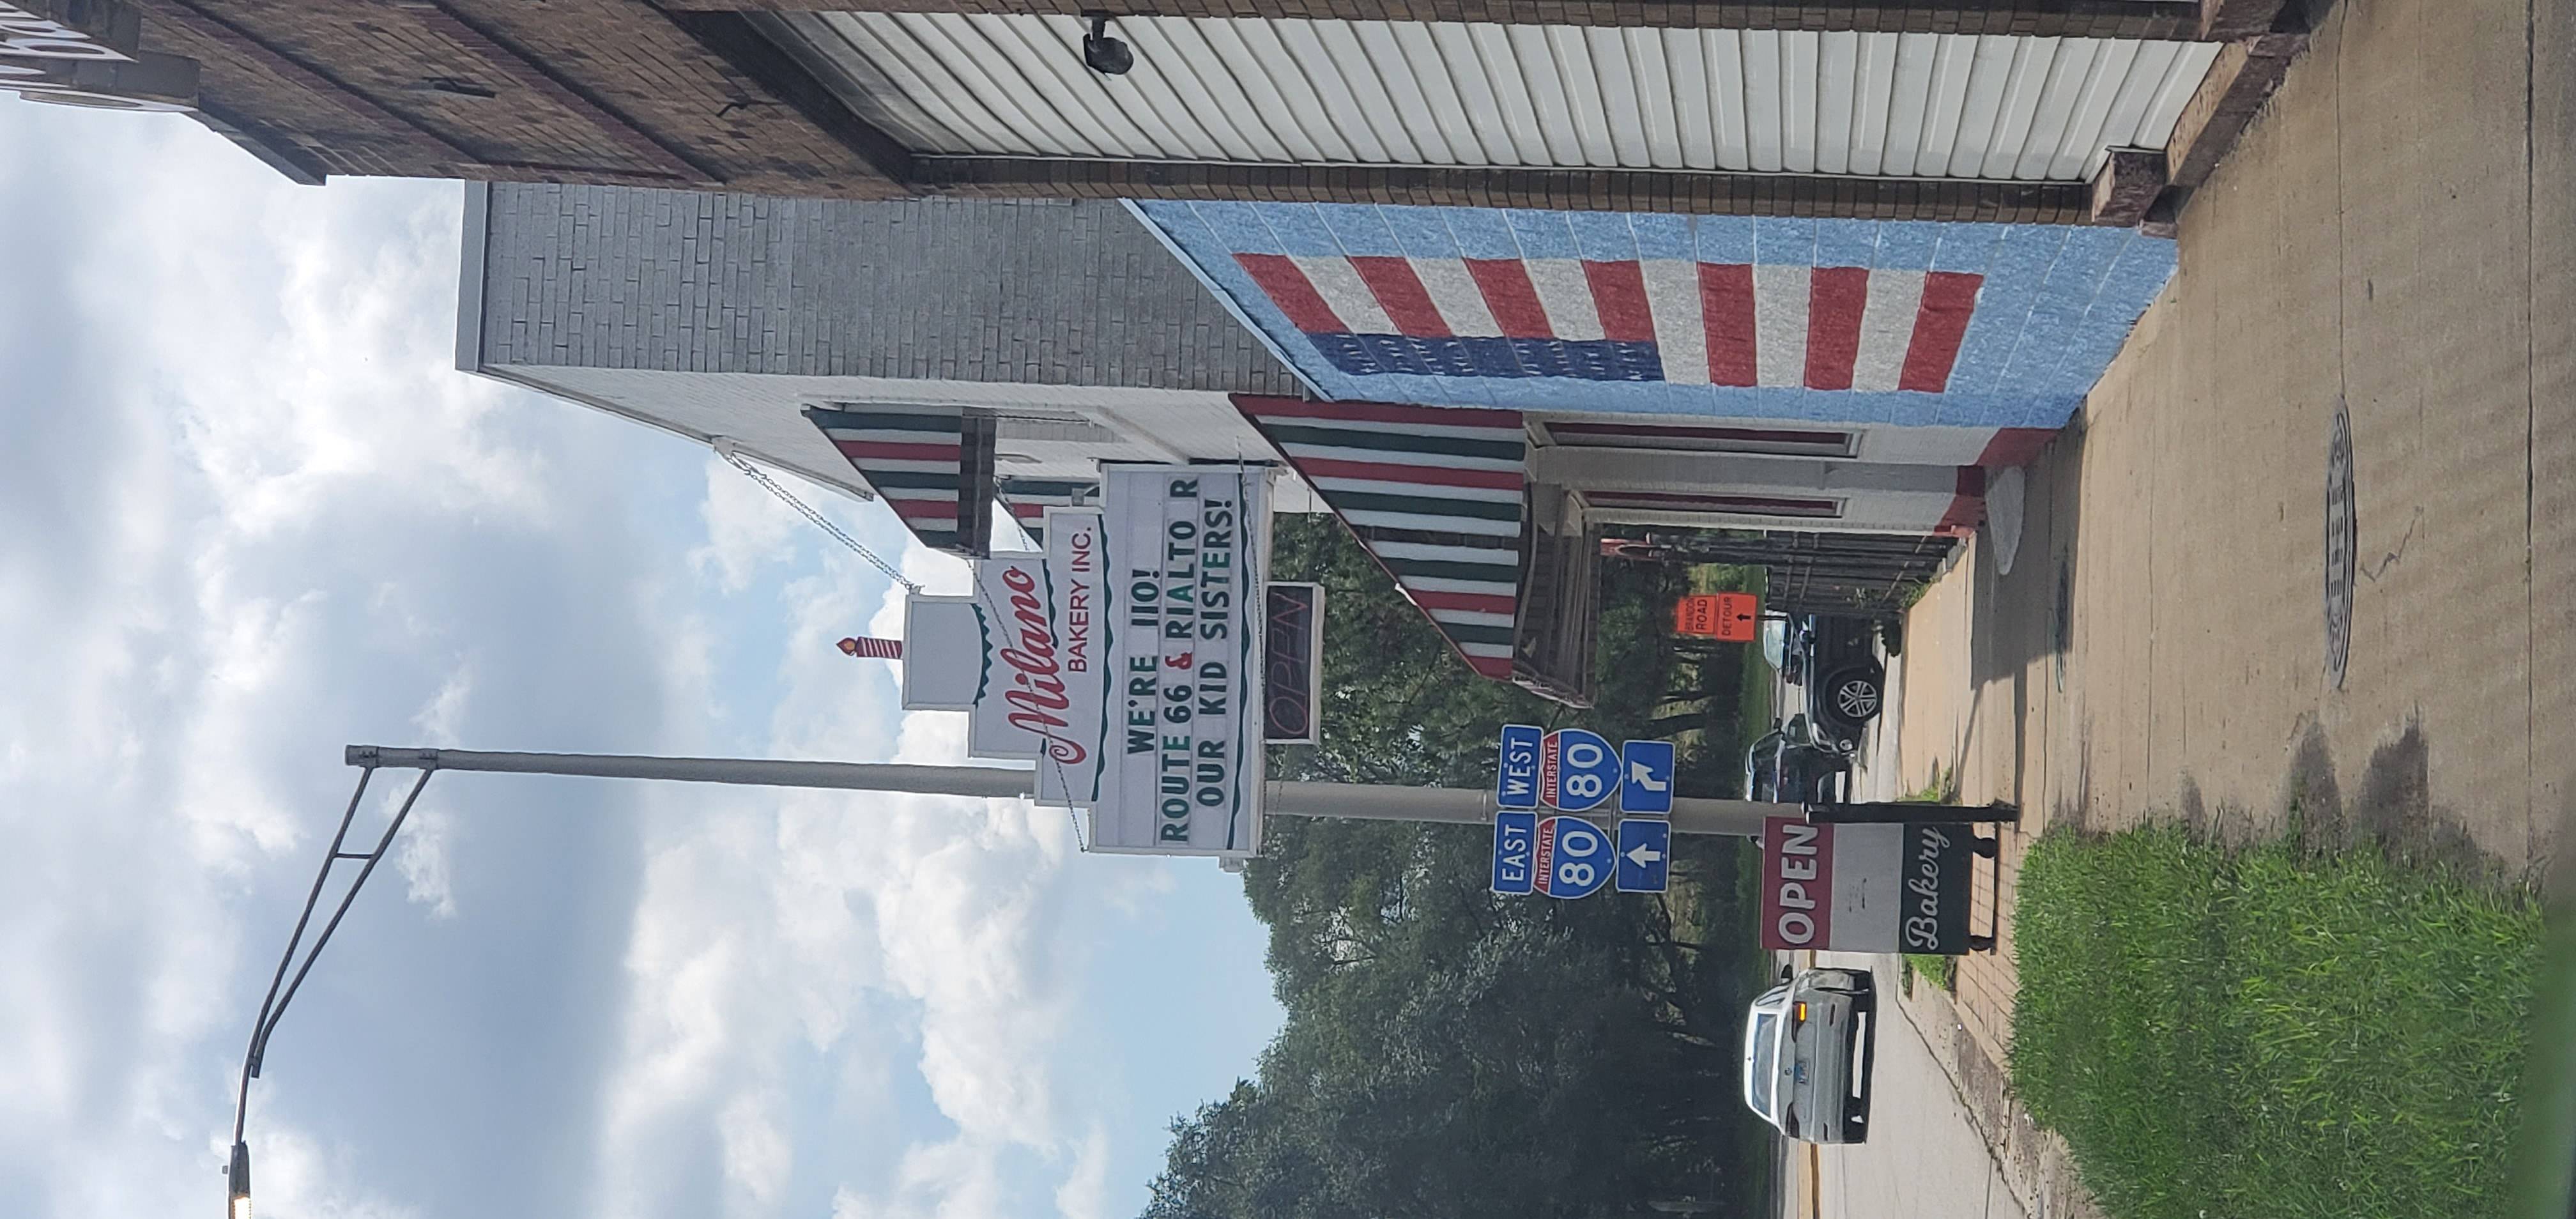 Milano
BAKERY INC.
WE'RE 110!
ROUTE 66 & RIALTO R
OUR KID SISTERS!
OPEN
EAST
WEST
INTERSTATE
80
INTERSTATE
80
ROAD
DETOUR
OPEN
Bakery